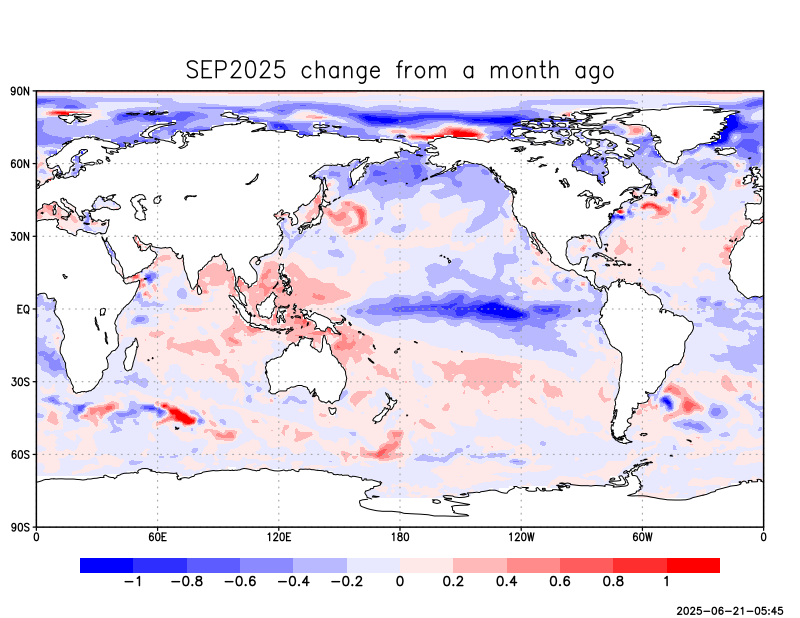 SEP2025 change from a month ago
90N
60N
30N
EQ
30S
60S
90S
0 60E 120E 180 120W 60W 0
-1 -0.8 -0.6 -0.4 -0.2 0 0.2 0.4 0.6 0.8 1
2025-06-21-05:45